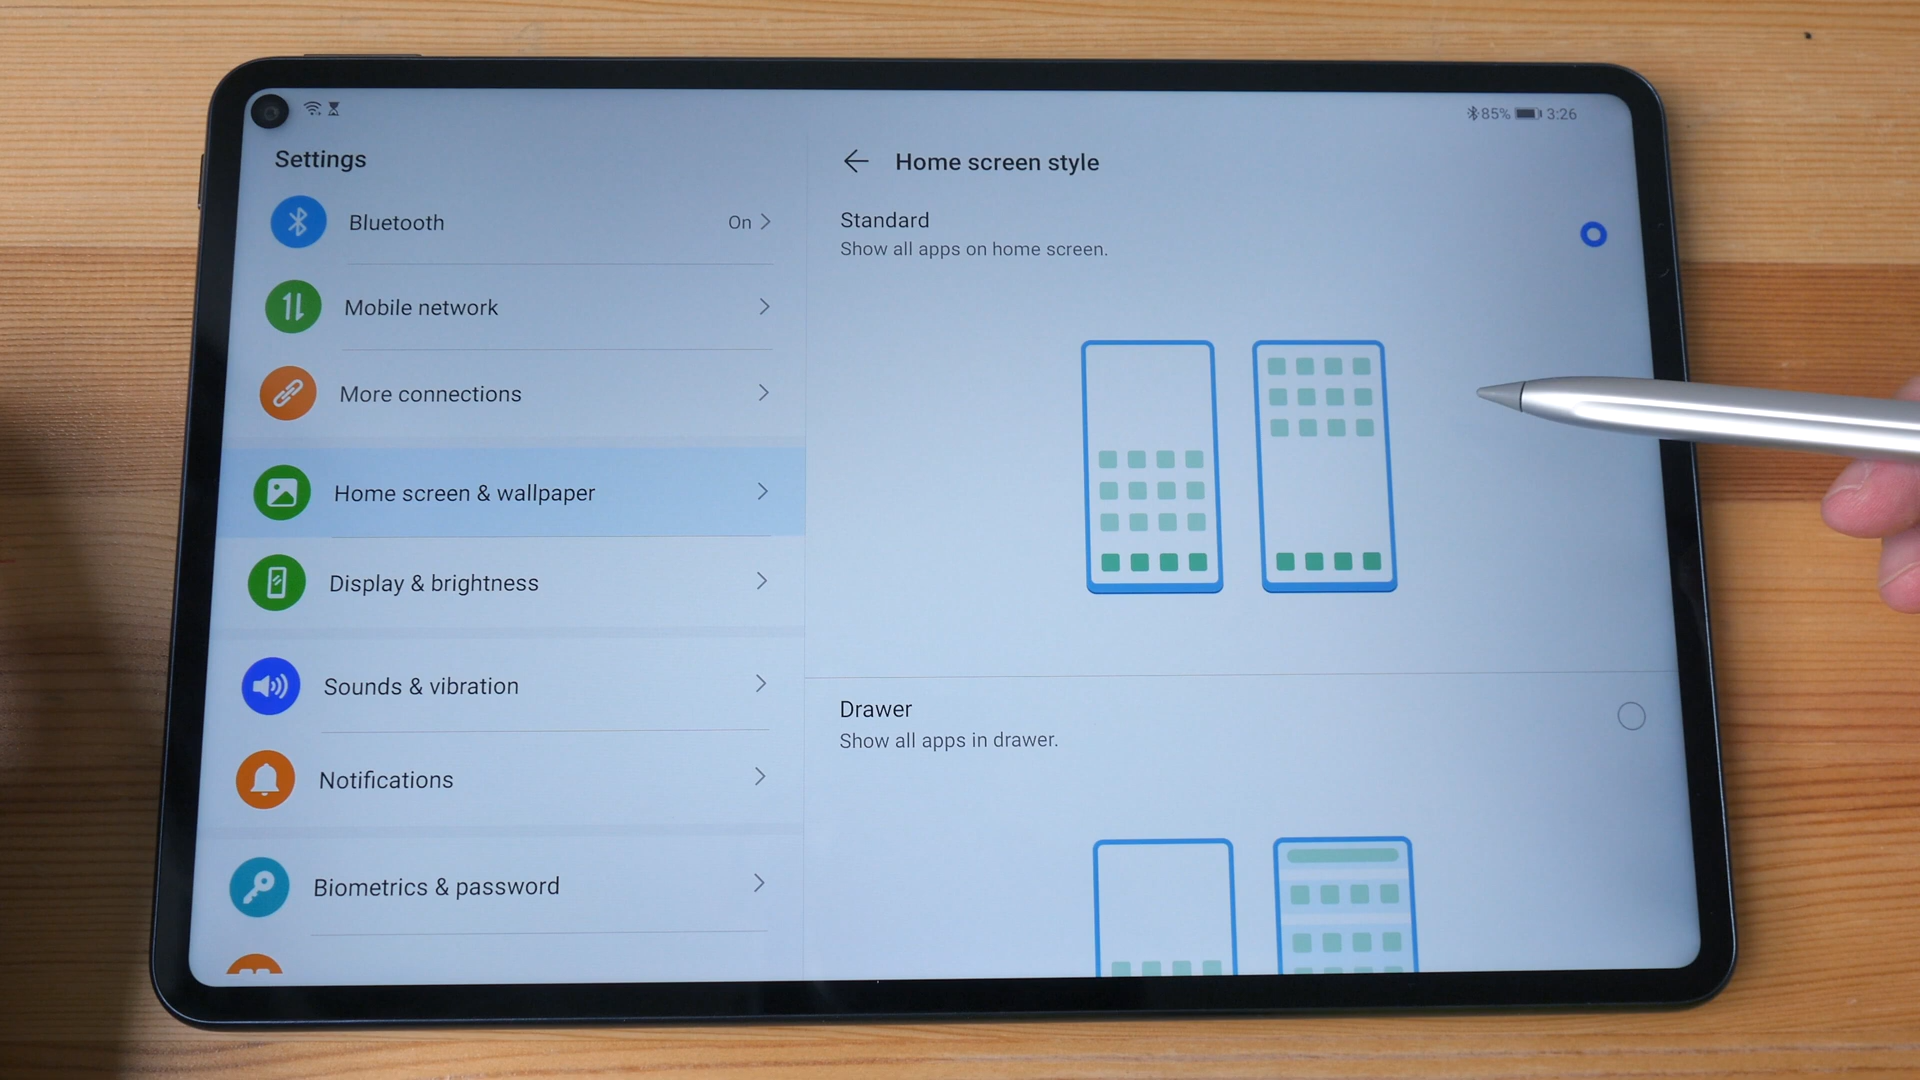 85% 3:26
Settings
Bluetooth On
Mobile network
More connections
Home screen & wallpaper
Display & brightness
Sounds & vibration
Notifications
Biometrics & password
Home screen style
Standard
Show all apps on home screen.
Drawer
Show all apps in drawer.